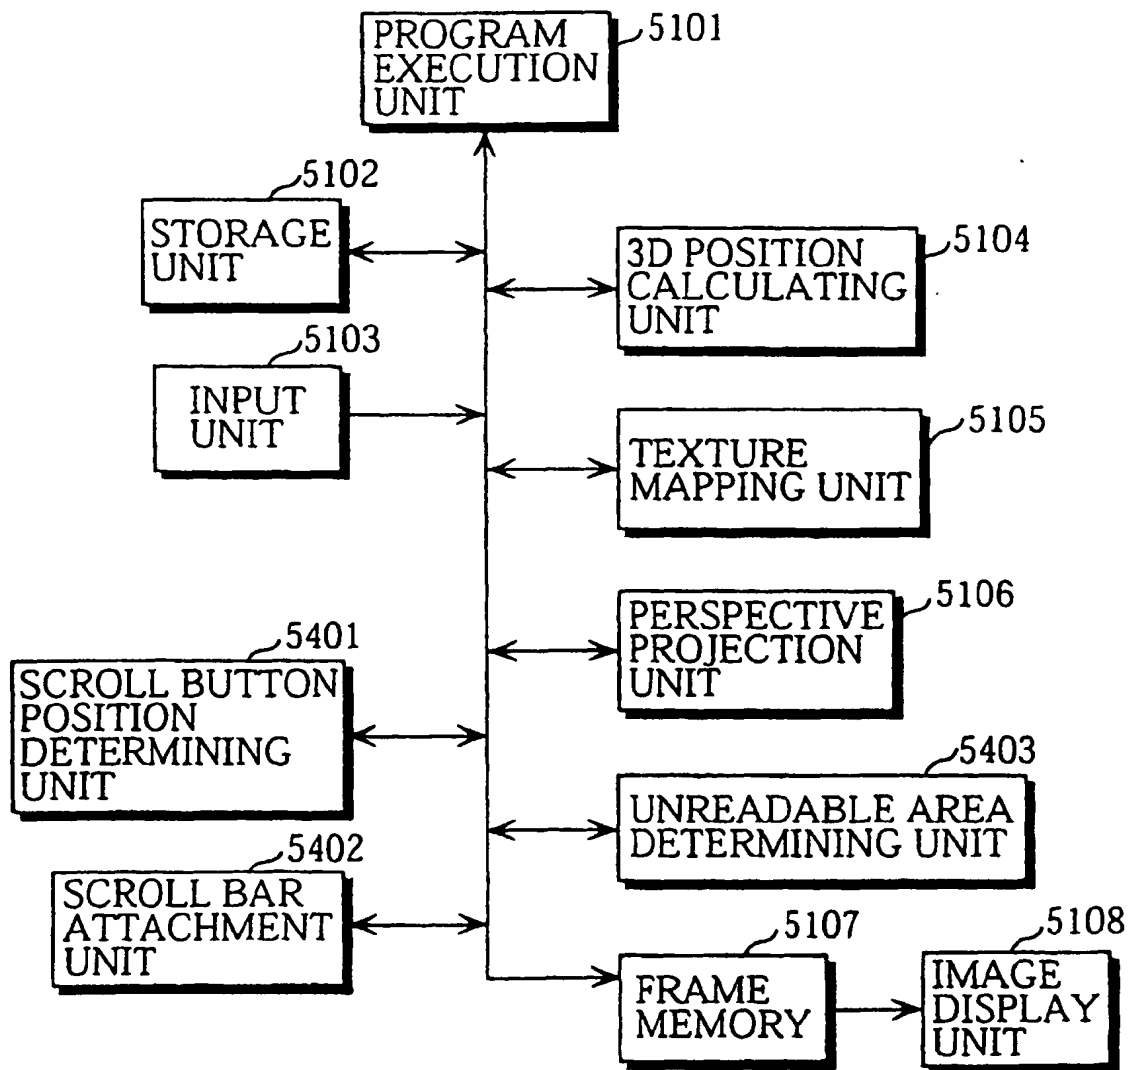 5101
PROGRAM
EXECUTION
UNIT
5102
STORAGE
UNIT
5104
3D POSITION
CALCULATING
UNIT
5103
INPUT
UNIT
5105
TEXTURE
MAPPING UNIT
5106
PERSPECTIVE
PROJECTION
UNIT
5401
SCROLL BUTTON
POSITION
DETERMINING
UNIT
5403
UNREADABLE AREA
DETERMINING UNIT
5402
SCROLL BAR
ATTACHMENT
UNIT
5107
FRAME
MEMORY
5108
IMAGE
DISPLAY
UNIT